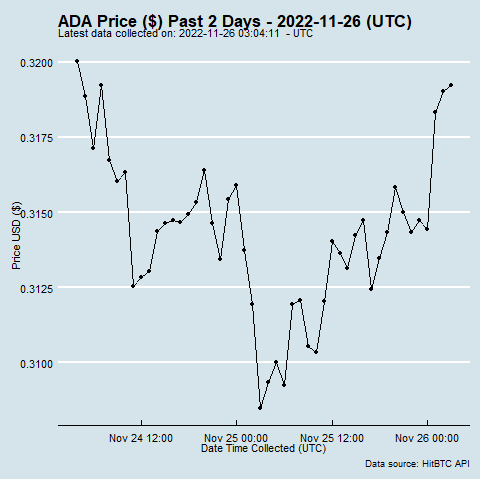 ADA Price ($) Past 2 Days - 2022-11-26 (UTC)
Latest data collected on: 2022-11-26 03:04:11 - UTC
0.3200
0.3175
0.3150
0.3125
0.3100
Price USD ($)
Nov 24 12:00
Nov 25 00:00
Nov 25 12:00
Nov 26 00:00
Date Time Collected (UTC)
Data source: HitBTC API